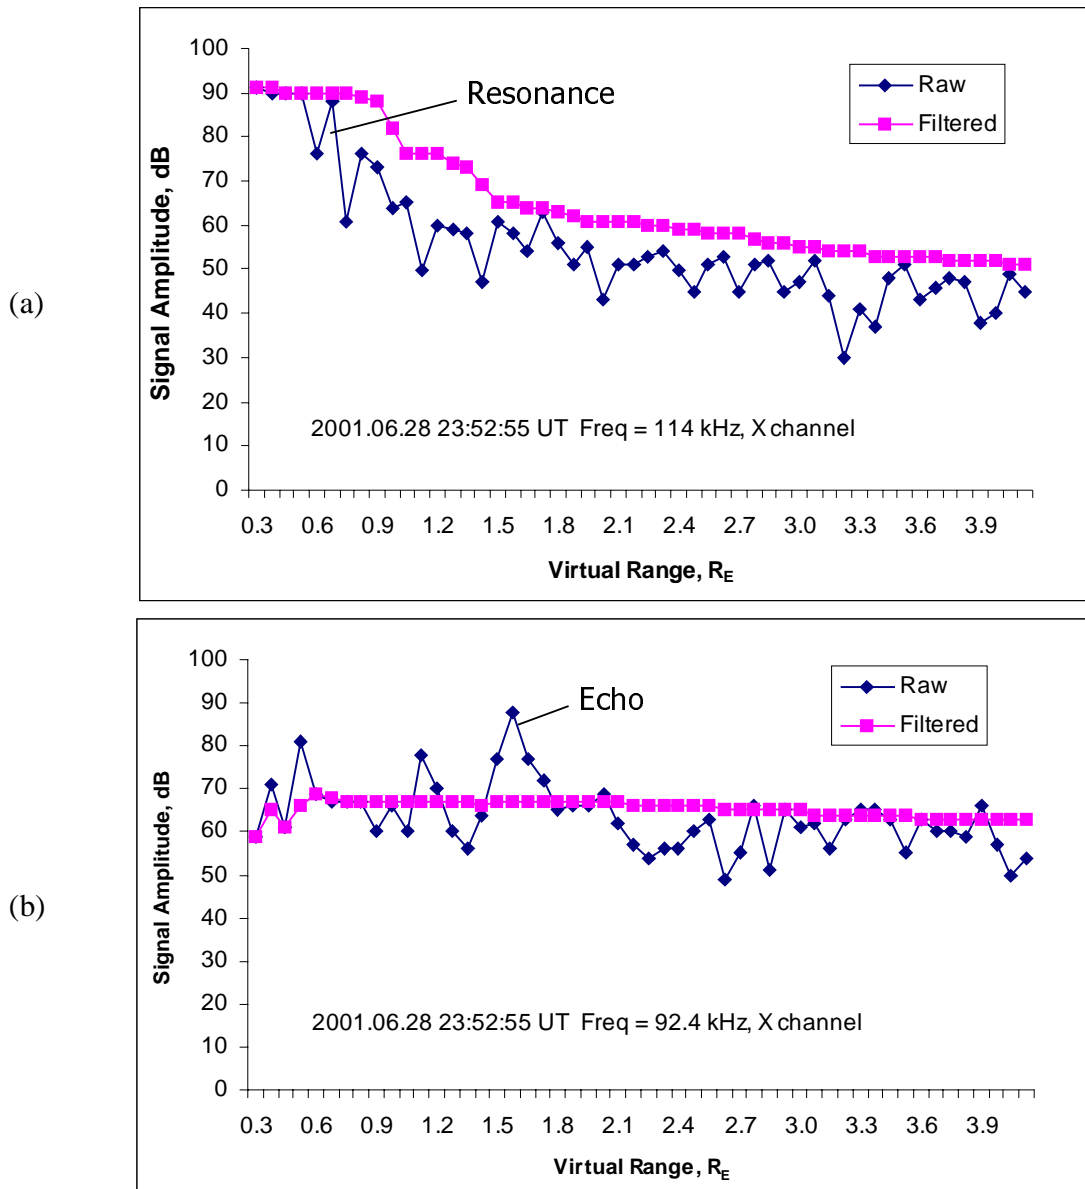 (a)
100
90
80
70
60
50
40
30
20
10
0
Signal Amplitude, dB
Resonance
Raw
Filtered
2001.06.28 23:52:55 UT Freq = 114 kHz, X channel
0.3 0.6 0.9 1.2 1.5 1.8 2.1 2.4 2.7 3.0 3.3 3.6 3.9
Virtual Range, R_E
(b)
100
90
80
70
60
50
40
30
20
10
0
Signal Amplitude, dB
Echo
Raw
Filtered
2001.06.28 23:52:55 UT Freq = 92.4 kHz, X channel
0.3 0.6 0.9 1.2 1.5 1.8 2.1 2.4 2.7 3.0 3.3 3.6 3.9
Virtual Range, R_E